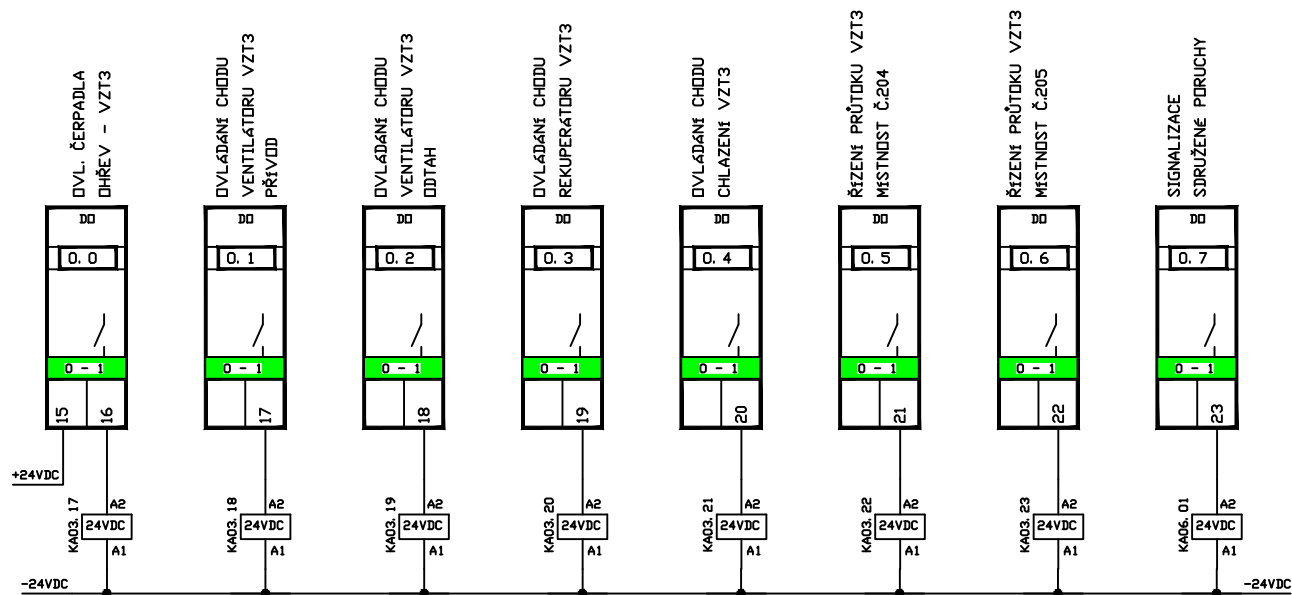 OVL. ČERPADLA
OHŘEV - VZT3
OVLÁDÁNÍ CHODU
VENTILÁTORU VZT3
PŘÍVOD
OVLÁDÁNÍ CHODU
VENTILÁTORU VZT3
ODTAH
OVLÁDÁNÍ CHODU
REKUPERÁTORU VZT3
OVLÁDÁNÍ CHODU
CHLAZENÍ VZT3
ŘÍZENÍ PRŮTOKU VZT3
MÍSTNOST Č.204
ŘÍZENÍ PRŮTOKU VZT3
MÍSTNOST Č.205
SIGNALIZACE
SDRUŽENÉ PORUCHY
DO DO DO DO DO DO DO DO
0.0 0.1 0.2 0.3 0.4 0.5 0.6 0.7
0 - 1 0 - 1 0 - 1 0 - 1 0 - 1 0 - 1 0 - 1 0 - 1
15 16 17 18 19 20 21 22 23
+24VDC
KA03.17 KA03.18 KA03.19 KA03.20 KA03.21 KA03.22 KA03.23 KA06.01
A2 A2 A2 A2 A2 A2 A2 A2
24VDC 24VDC 24VDC 24VDC 24VDC 24VDC 24VDC 24VDC
A1 A1 A1 A1 A1 A1 A1 A1
-24VDC -24VDC